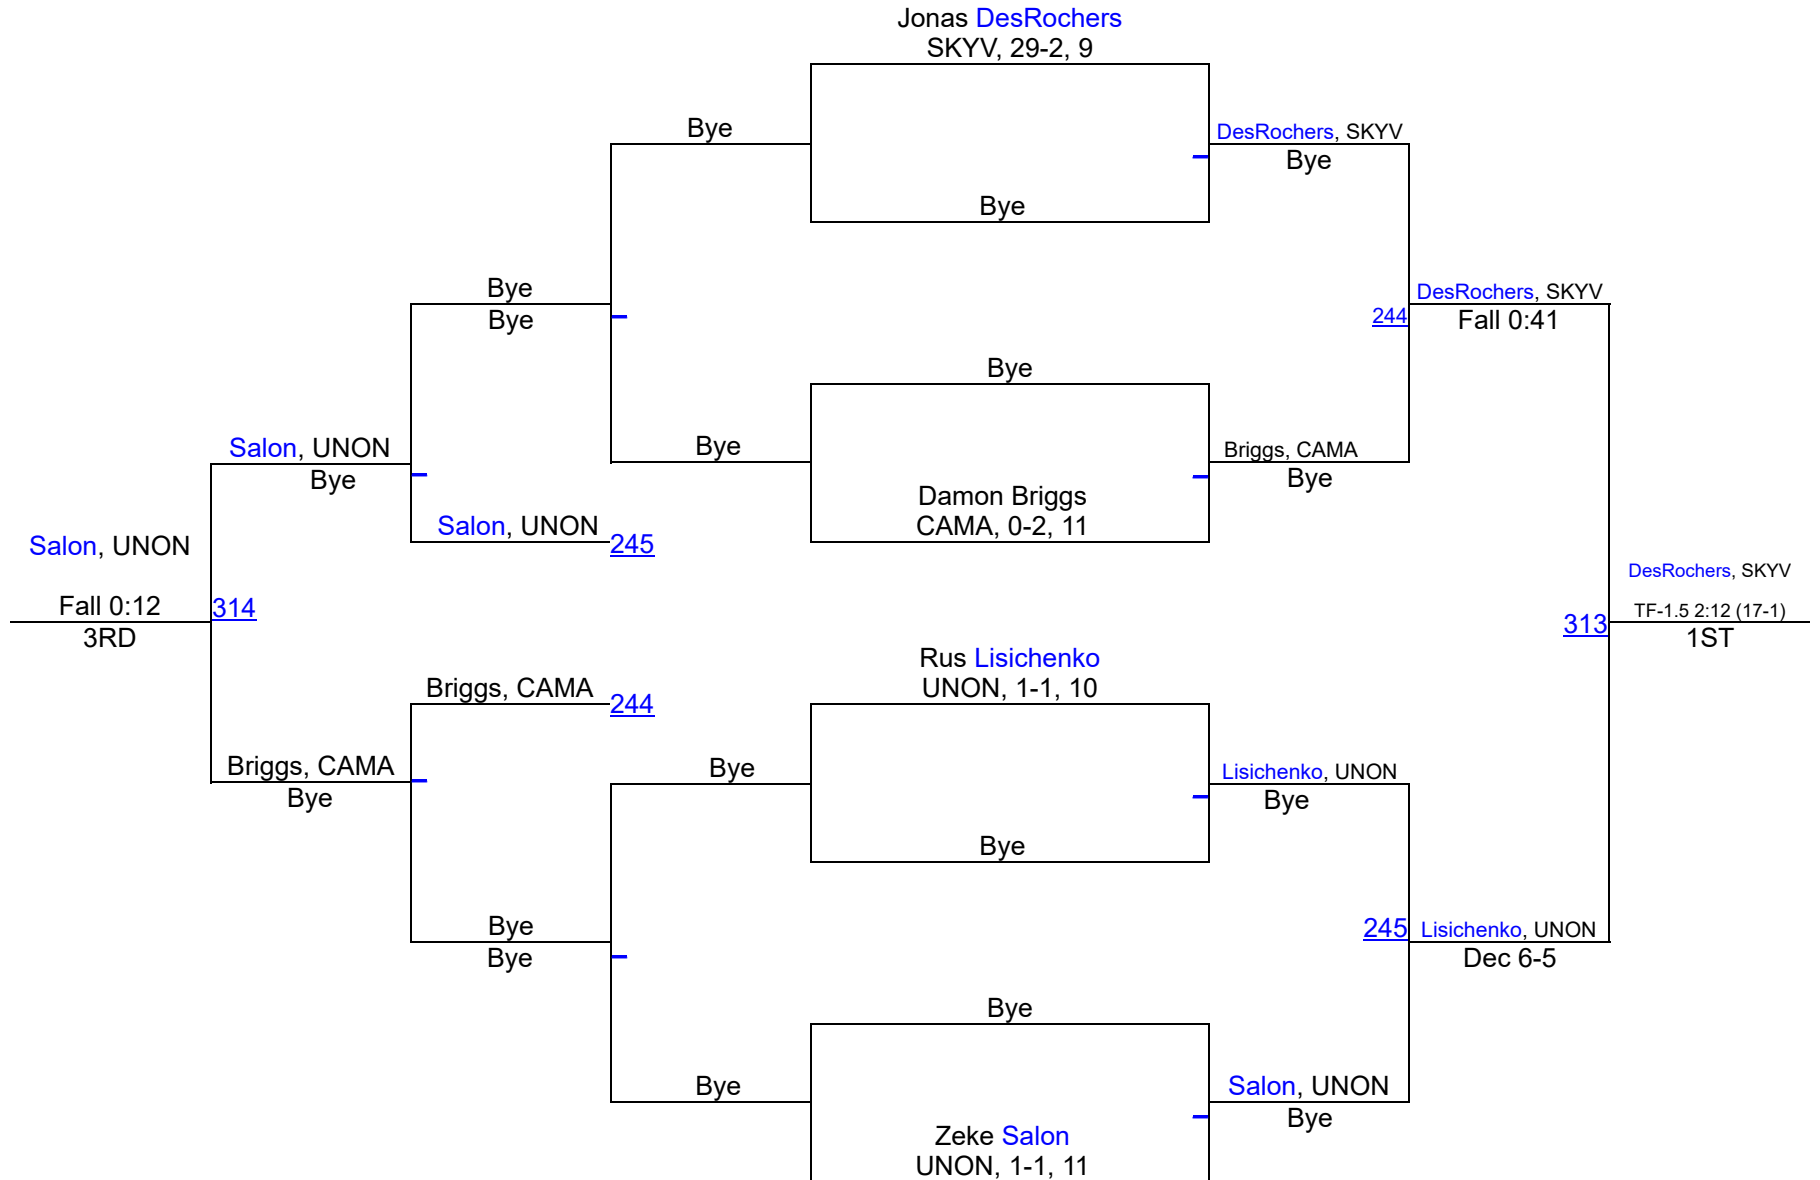 Jonas DesRochers
SKYV, 29-2, 9
Bye
DesRochers, SKYV
Bye
Bye
Bye
Bye
DesRochers, SKYV
244
Fall 0:41
Bye
Bye
Briggs, CAMA
Bye
Salon, UNON
Bye
Damon Briggs
CAMA, 0-2, 11
Salon, UNON
245
Salon, UNON
DesRochers, SKYV
Fall 0:12
314
3RD
TF-1.5 2:12 (17-1)
313
1ST
Rus Lisichenko
UNON, 1-1, 10
Briggs, CAMA
244
Briggs, CAMA
Bye
Bye
Lisichenko, UNON
Bye
Bye
Bye
Bye
245
Lisichenko, UNON
Dec 6-5
Bye
Bye
Salon, UNON
Bye
Zeke Salon
UNON, 1-1, 11